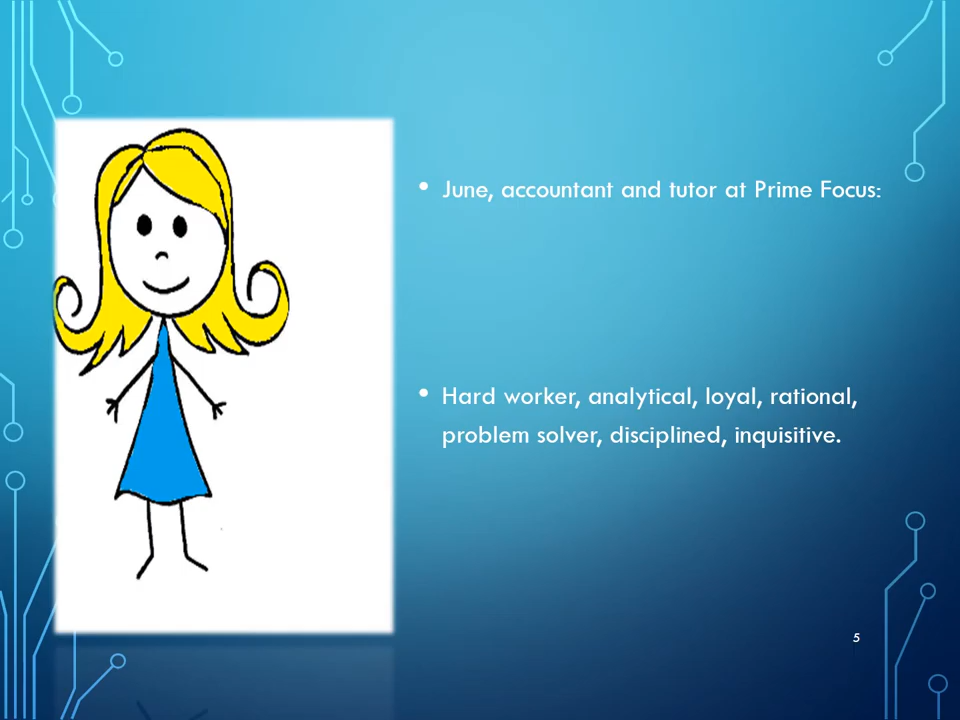 • June, accountant and tutor at Prime Focus:
• Hard worker, analytical, loyal, rational,
problem solver, disciplined, inquisitive.
5